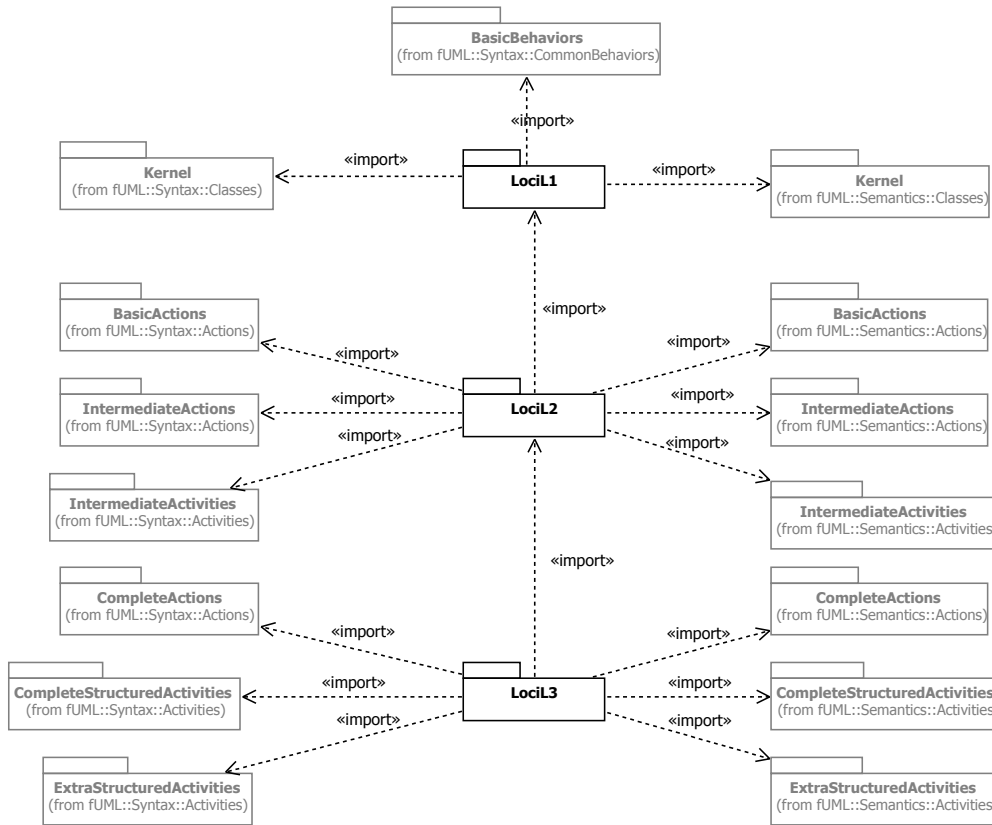 BasicBehaviors
(from fUML::Syntax::CommonBehaviors)
«import»
«import»
«import»
Kernel
(from fUML::Syntax::Classes)
LociL1
Kernel
(from fUML::Semantics::Classes)
«import»
BasicActions
(from fUML::Syntax::Actions)
BasicActions
(from fUML::Semantics::Actions)
«import»
«import»
IntermediateActions
(from fUML::Syntax::Actions)
«import»
LociL2
«import»
IntermediateActions
(from fUML::Semantics::Actions)
«import»
«import»
IntermediateActivities
(from fUML::Syntax::Activities)
IntermediateActivities
(from fUML::Semantics::Activities
«import»
CompleteActions
(from fUML::Syntax::Actions)
CompleteActions
(from fUML::Semantics::Actions)
«import»
«import»
CompleteStructuredActivities
(from fUML::Syntax::Activities)
«import»
LociL3
«import»
CompleteStructuredActivities
(from fUML::Semantics::Activities
«import»
«import»
ExtraStructuredActivities
(from fUML::Syntax::Activities)
ExtraStructuredActivities
(from fUML::Semantics::Activities)